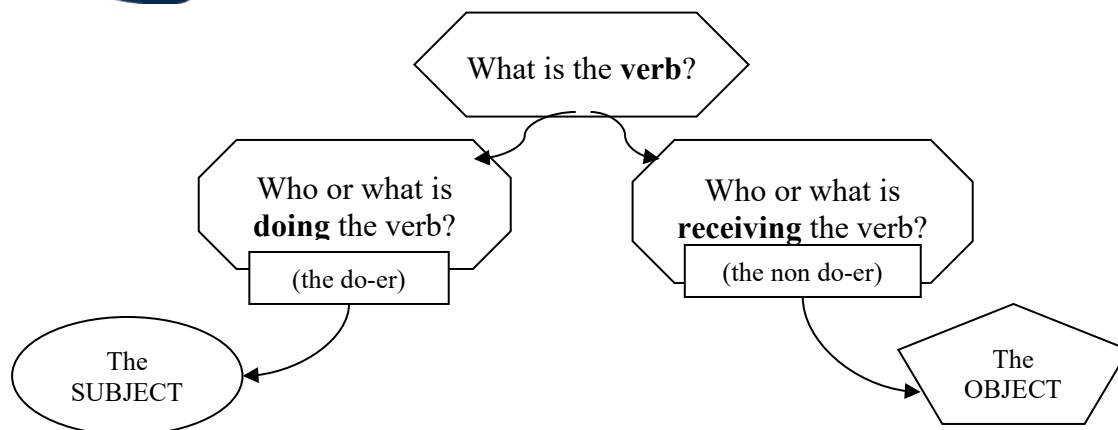 What is the verb?
Who or what is
doing the verb?
(the do-er)
Who or what is
receiving the verb?
(the non do-er)
The
SUBJECT
The
OBJECT